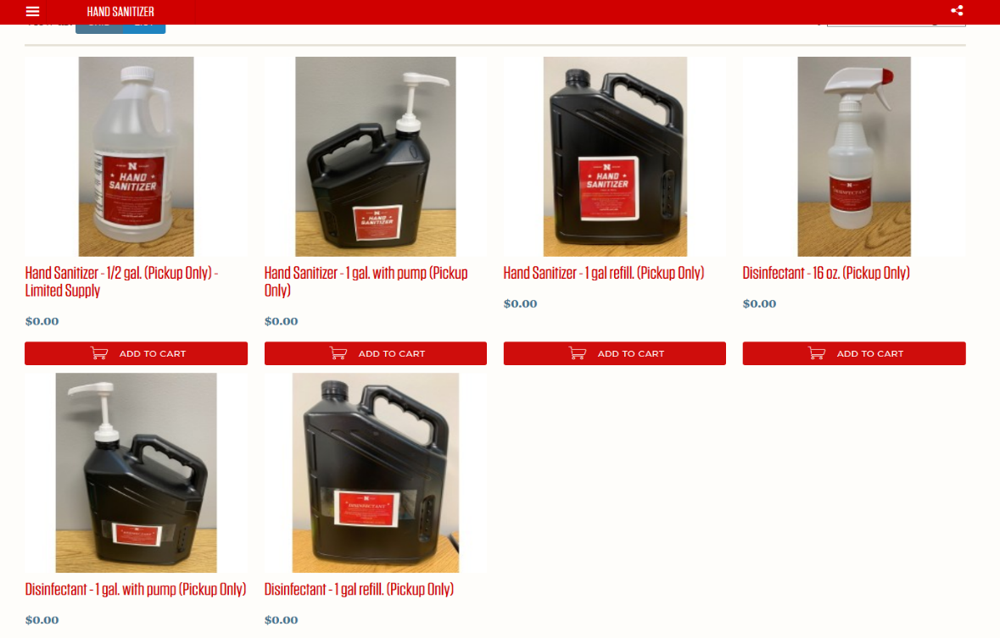 HAND SANITIZER
N
HAND
SANITIZER
N
HAND
SANITIZER
N
HAND
SANITIZER
N
DISINFECTANT
Hand Sanitizer - 1/2 gal. (Pickup Only) -
Limited Supply
Hand Sanitizer - 1 gal. with pump (Pickup
Only)
Hand Sanitizer - 1 gal refill. (Pickup Only)
Disinfectant - 16 oz. (Pickup Only)
$0.00
$0.00
$0.00
$0.00
ADD TO CART
ADD TO CART
ADD TO CART
ADD TO CART
N
DISINFECTANT
Disinfectant - 1 gal. with pump (Pickup Only)
Disinfectant - 1 gal refill. (Pickup Only)
$0.00
$0.00